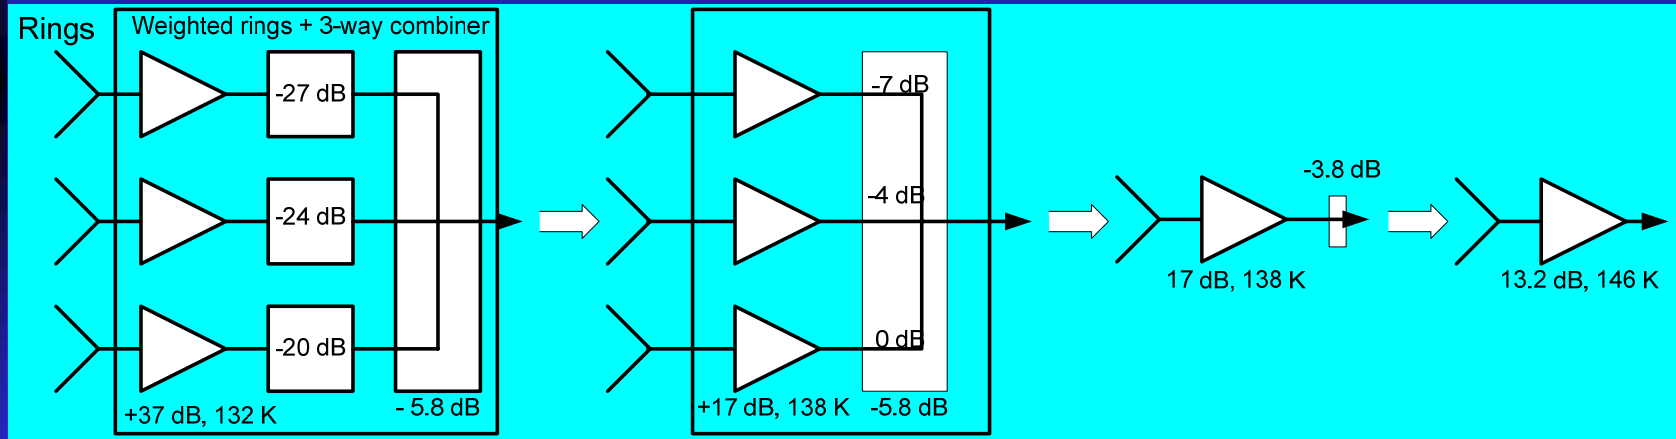 Rings
Weighted rings + 3-way combiner
-27 dB
-24 dB
-20 dB
+37 dB, 132 K
- 5.8 dB
-7 dB
-4 dB
0 dB
+17 dB, 138 K
-5.8 dB
17 dB, 138 K
-3.8 dB
13.2 dB, 146 K